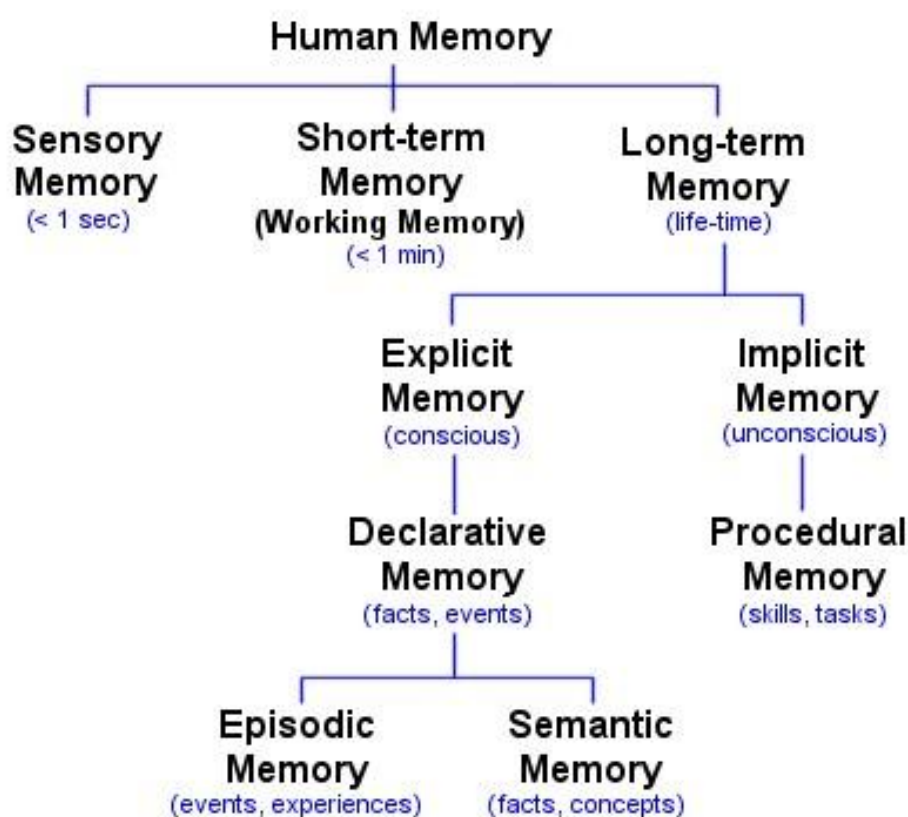 Human Memory
Sensory
Memory
(< 1 sec)
Short-term
Memory
(Working Memory)
(< 1 min)
Long-term
Memory
(life-time)
Explicit
Memory
(conscious)
Implicit
Memory
(unconscious)
Declarative
Memory
(facts, events)
Procedural
Memory
(skills, tasks)
Episodic
Memory
(events, experiences)
Semantic
Memory
(facts, concepts)